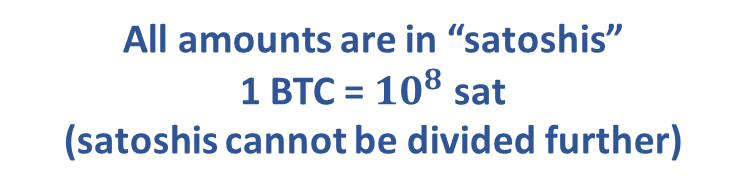 All amounts are in “satoshis”
1 BTC = 10⁸ sat
(satoshis cannot be divided further)